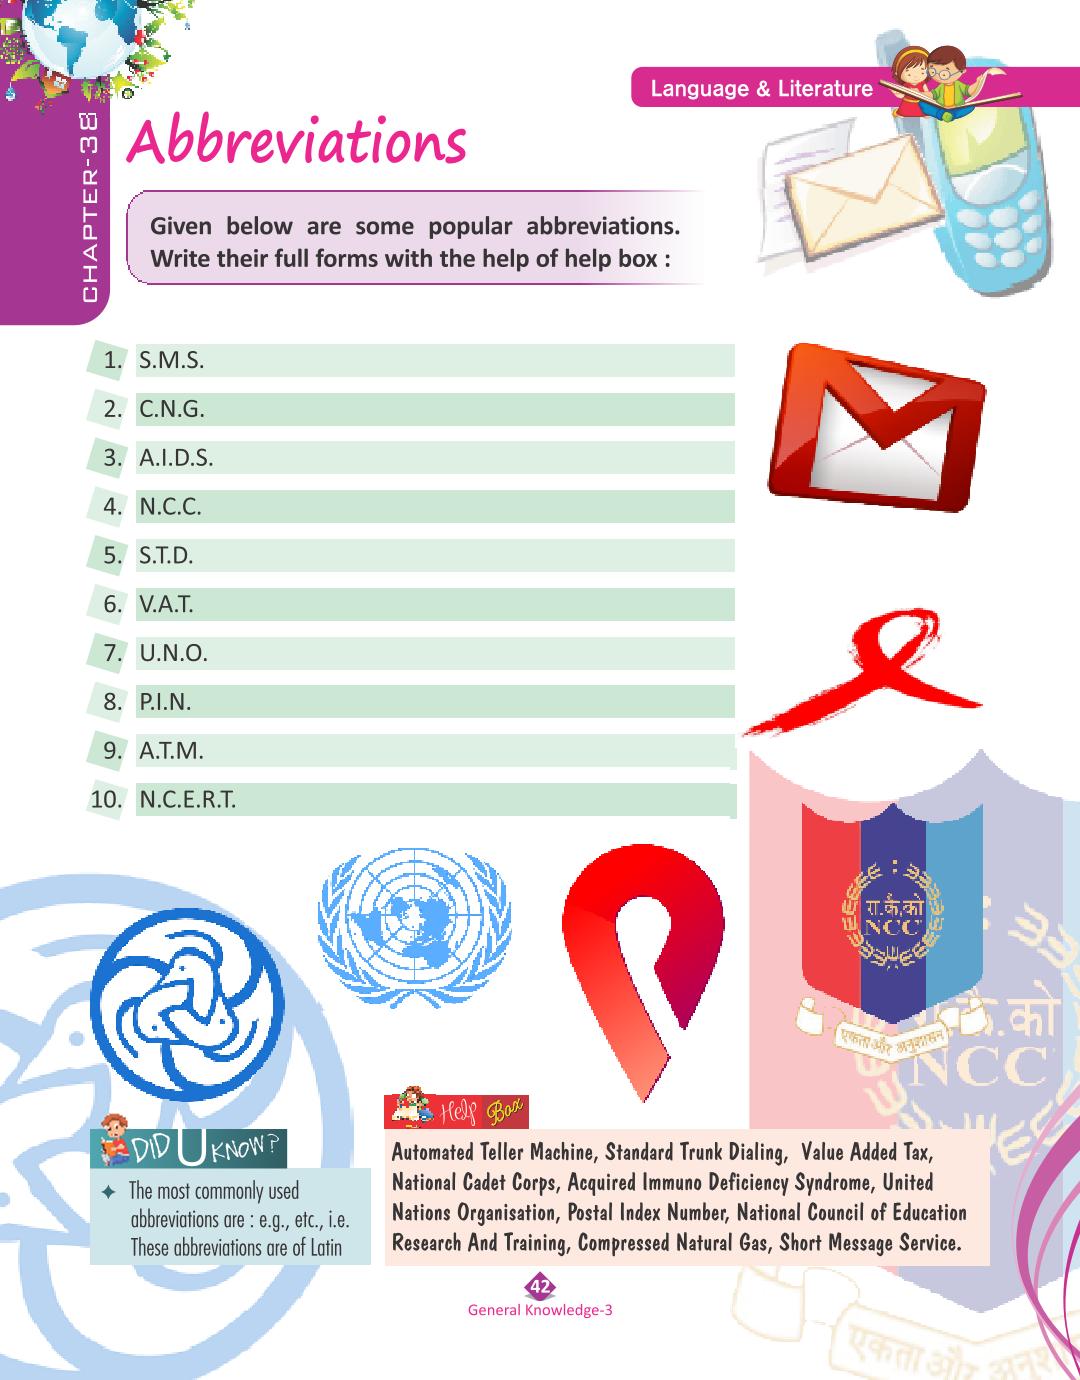 Language & Literature
CHAPTER-38
Abbreviations
Given below are some popular abbreviations.
Write their full forms with the help of help box :
1. S.M.S.
2. C.N.G.
3. A.I.D.S.
4. N.C.C.
5. S.T.D.
6. V.A.T.
7. U.N.O.
8. P.I.N.
9. A.T.M.
10. N.C.E.R.T.
रा.कै.को
NCC
एकता और अनुशासन
रा.कै.को
NCC
एकता और अनुश
DID U KNOW?
✦ The most commonly used
abbreviations are : e.g., etc., i.e.
These abbreviations are of Latin
Help Box
Automated Teller Machine, Standard Trunk Dialing, Value Added Tax,
National Cadet Corps, Acquired Immuno Deficiency Syndrome, United
Nations Organisation, Postal Index Number, National Council of Education
Research And Training, Compressed Natural Gas, Short Message Service.
42
General Knowledge-3